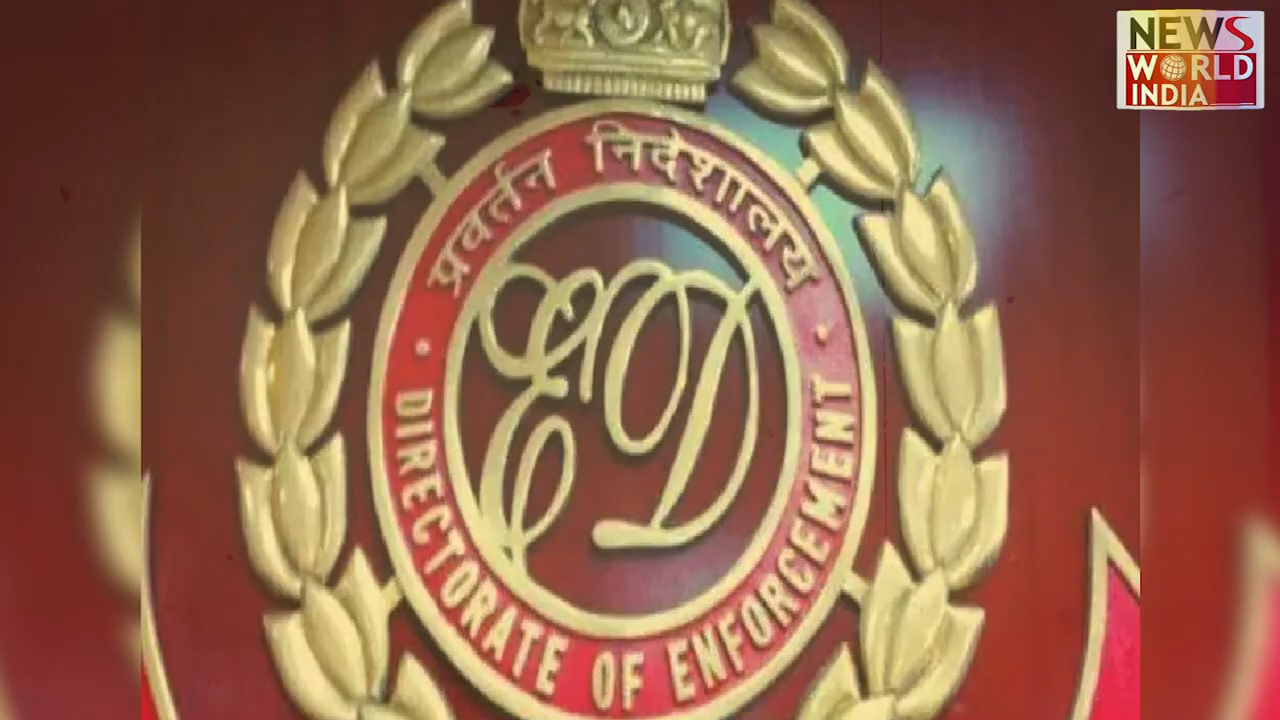 प्रवर्तन निदेशालय
ED
DIRECTORATE OF ENFORCEMENT
NEWS
WORLD
INDIA